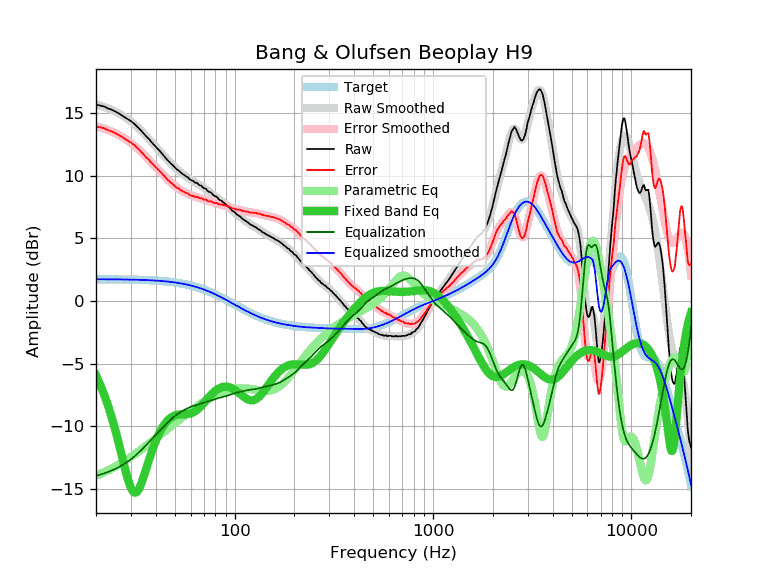 Bang & Olufsen Beoplay H9
Target
Raw Smoothed
Error Smoothed
Raw
Error
Parametric Eq
Fixed Band Eq
Equalization
Equalized smoothed
Amplitude (dBr)
15
10
5
0
−5
−10
−15
100
1000
10000
Frequency (Hz)